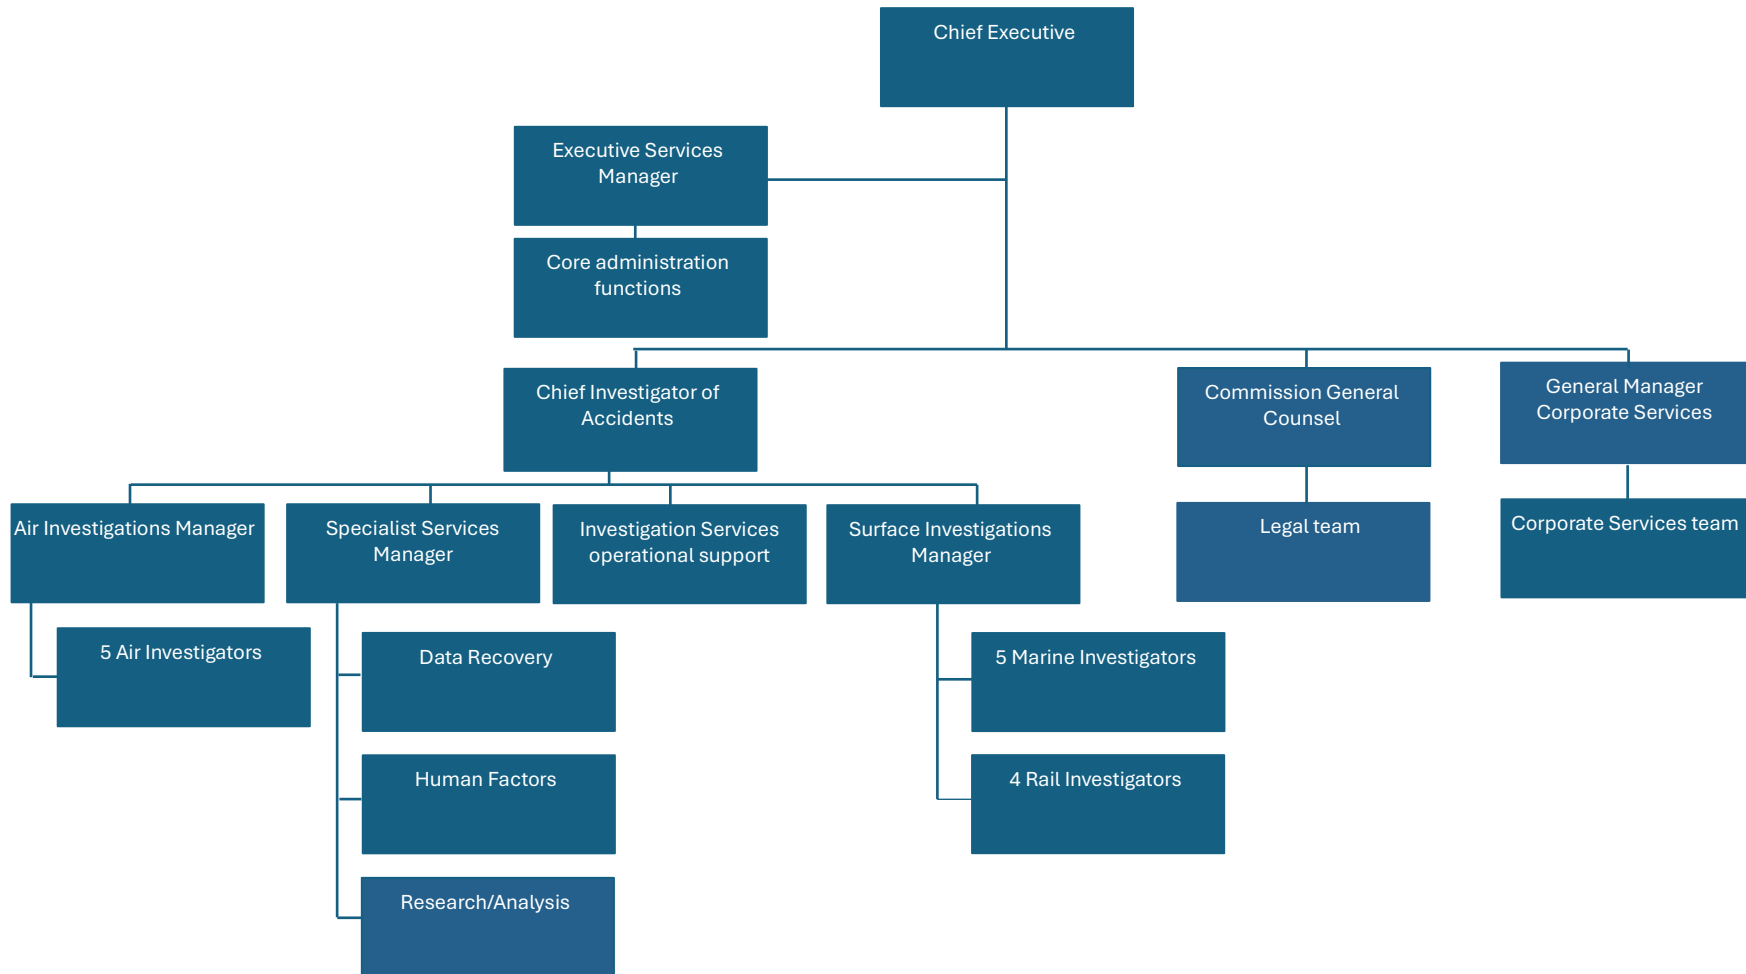 Chief Executive
Executive Services
Manager
Core administration
functions
Chief Investigator of
Accidents
Commission General
Counsel
General Manager
Corporate Services
Air Investigations Manager
Specialist Services
Manager
Investigation Services
operational support
Surface Investigations
Manager
Legal team
Corporate Services team
5 Air Investigators
Data Recovery
5 Marine Investigators
Human Factors
4 Rail Investigators
Research/Analysis